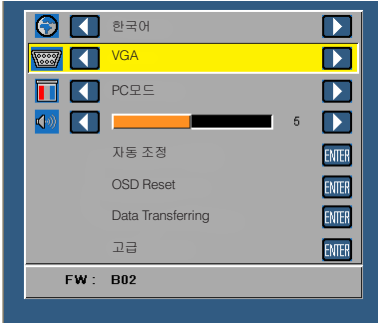 한국어
VGA
PC모드
5
자동 조정
ENTER
OSD Reset
ENTER
Data Transferring
ENTER
고급
ENTER
FW : B02